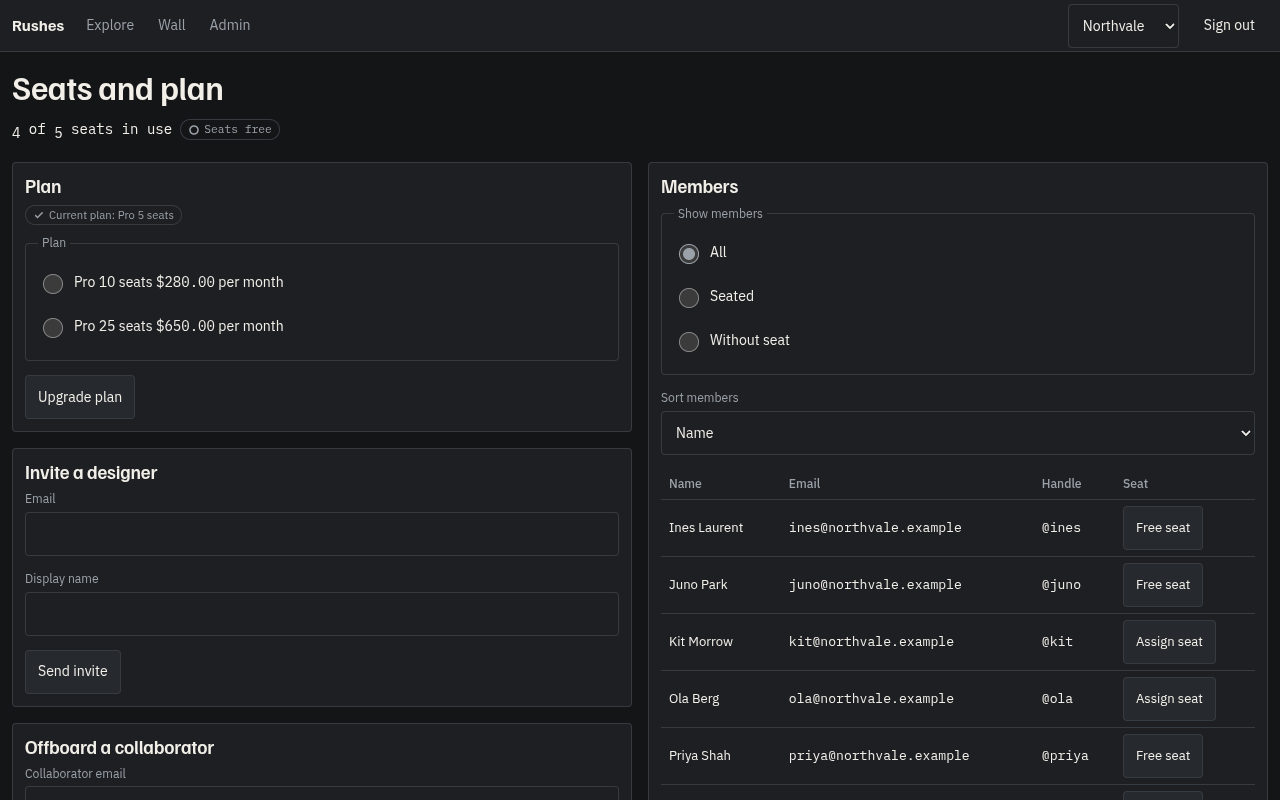 Rushes Explore Wall Admin Northvale Sign out
Seats and plan
4 of 5 seats in use Seats free
Plan
Current plan: Pro 5 seats
Plan
Pro 10 seats $280.00 per month
Pro 25 seats $650.00 per month
Upgrade plan
Invite a designer
Email
Display name
Send invite
Offboard a collaborator
Collaborator email
Members
Show members
All
Seated
Without seat
Sort members
Name
Name Email Handle Seat
Ines Laurent ines@northvale.example @ines Free seat
Juno Park juno@northvale.example @juno Free seat
Kit Morrow kit@northvale.example @kit Assign seat
Ola Berg ola@northvale.example @ola Assign seat
Priya Shah priya@northvale.example @priya Free seat